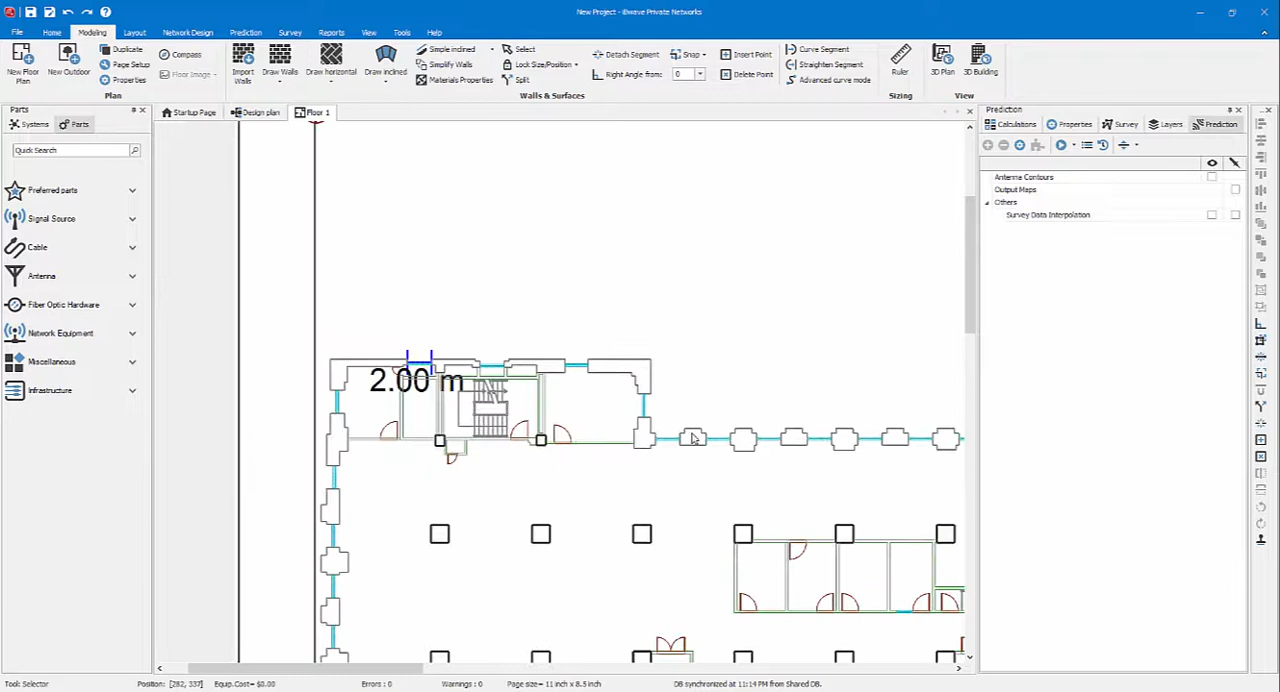 New Project - iBwave Private Networks
File Home Modeling Layout Network Design Prediction Survey Reports View Tools Help
New Floor Plan
New Outdoor
Duplicate
Page Setup
Properties
Compass
Floor Image
Plan
Import Walls
Draw Walls
Draw horizontal
Draw inclined
Simple inclined
Simplify Walls
Materials Properties
Select
Lock Size/Position
Split
Detach Segment
Right Angle from: 0
Snap
Insert Point
Delete Point
Walls & Surfaces
Curve Segment
Straighten Segment
Advanced curve mode
Ruler
Sizing
3D Plan
3D Building
View
Parts
Systems Parts
Quick Search
Preferred parts
Signal Source
Cable
Antenna
Fiber Optic Hardware
Network Equipment
Miscellaneous
Infrastructure
Startup Page Design plan Floor 1
2.00 m
Prediction
Calculations Properties Survey Layers Prediction
Antenna Contours
Output Maps
Others
Survey Data Interpolation
Tool: Selector Position: [282, 337] Equip.Cost= $0.00 Errors : 0 Warnings : 0 Page size= 11 inch x 8.5 inch DB synchronized at 11:14 PM from Shared DB.